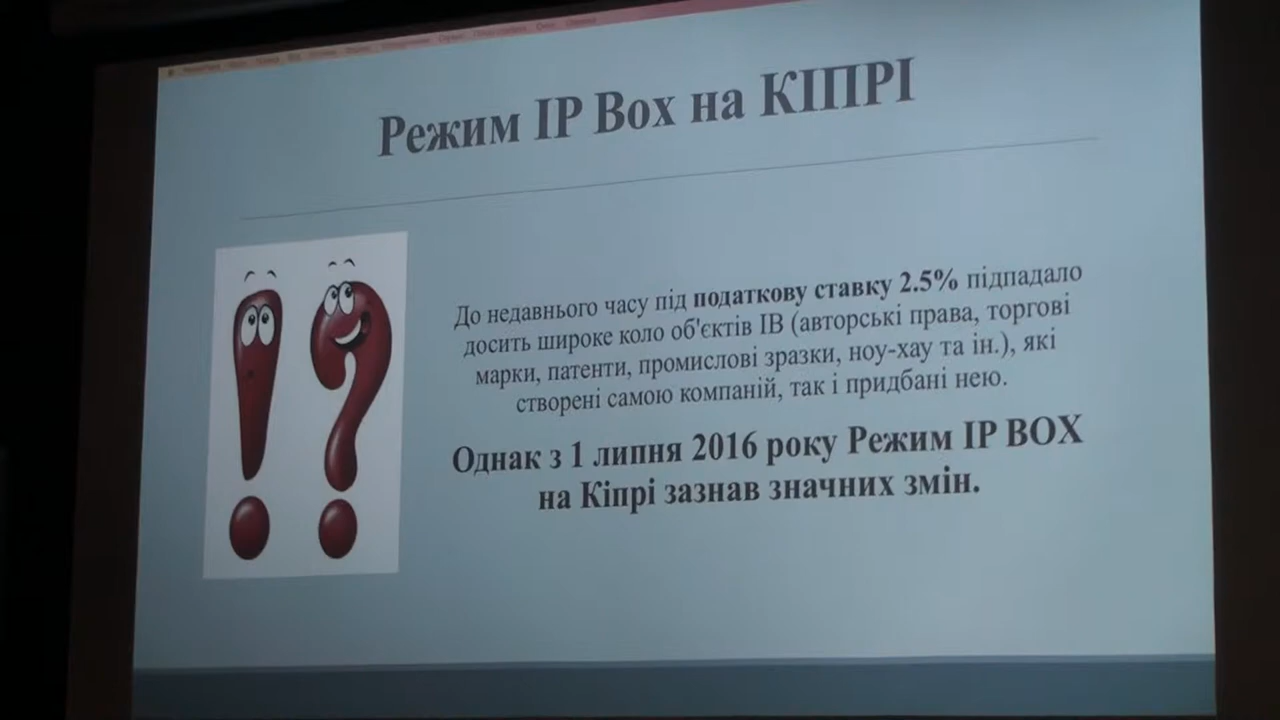 Режим IP Box на КІПРІ
До недавнього часу під податкову ставку 2.5% підпадало
досить широке коло об'єктів ІВ (авторські права, торгові
марки, патенти, промислові зразки, ноу-хау та ін.), які
створені самою компаній, так і придбані нею.
Однак з 1 липня 2016 року Режим IP BOX
на Кіпрі зазнав значних змін.